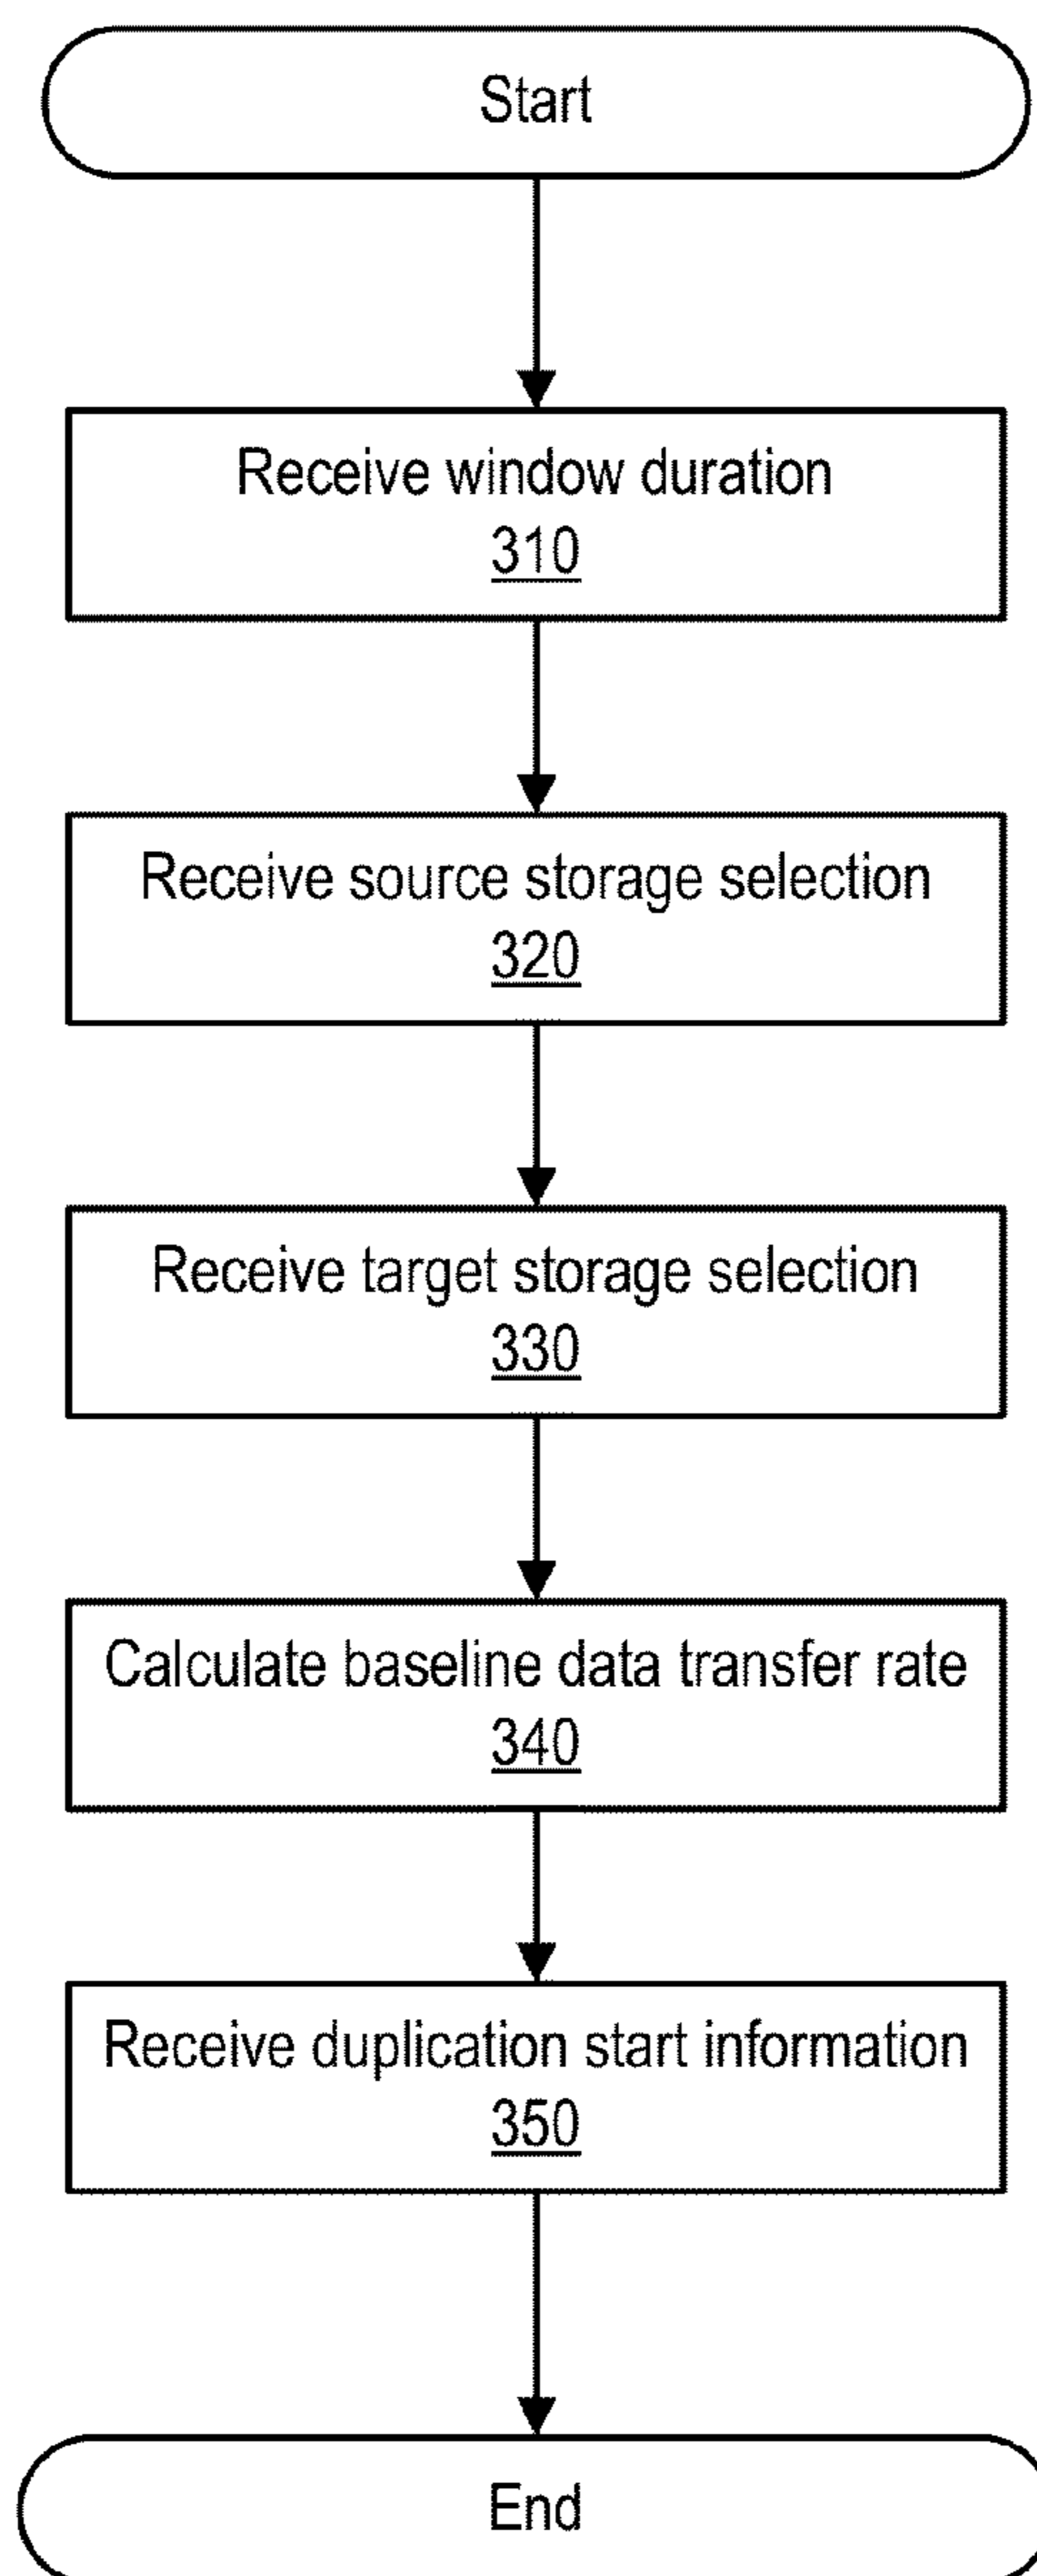 Start
Receive window duration
310
Receive source storage selection
320
Receive target storage selection
330
Calculate baseline data transfer rate
340
Receive duplication start information
350
End